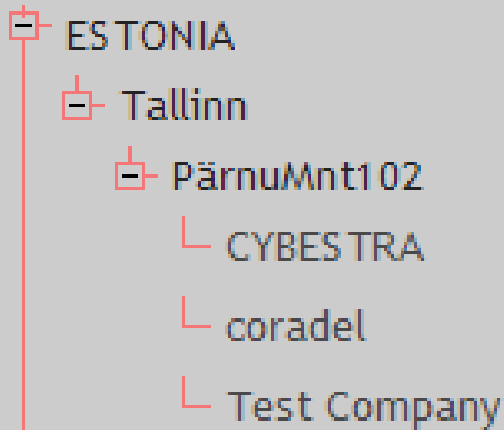 ESTONIA
Tallinn
PärnuMnt102
CYBESTRA
coradel
Test Company